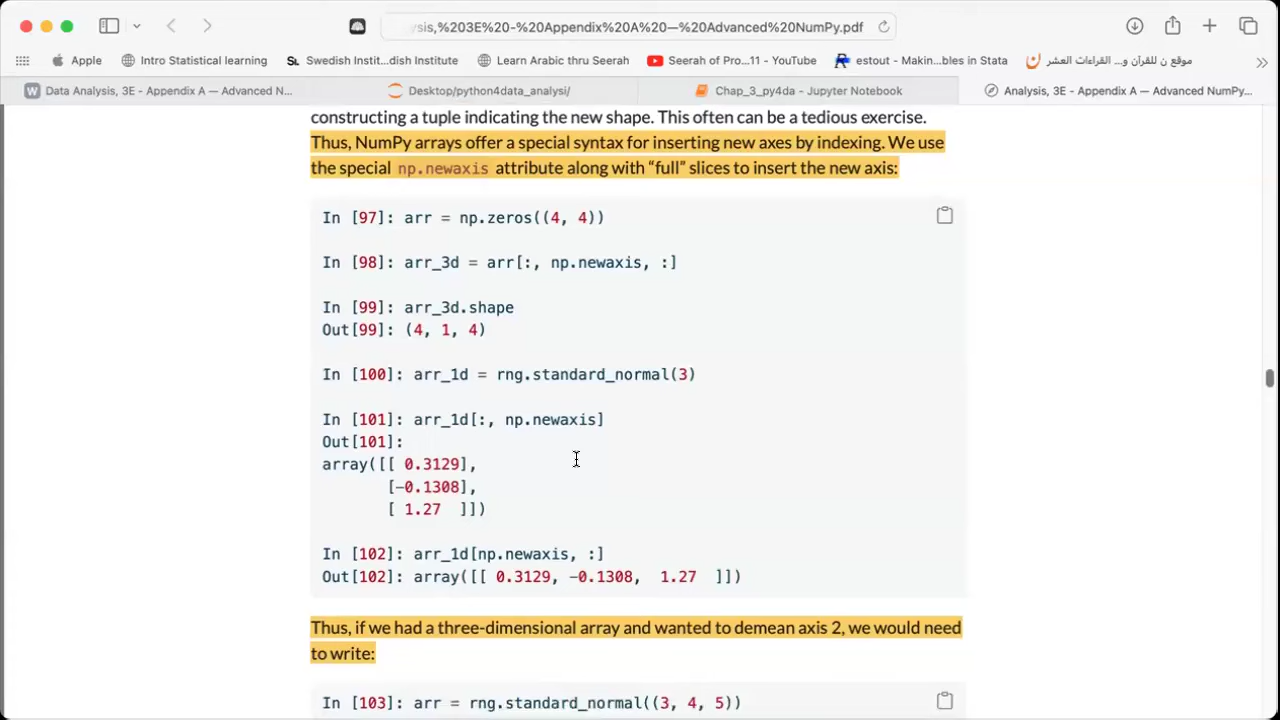 ysis,%203E%20-%20Appendix%20A%20—%20Advanced%20NumPy.pdf
Apple
Intro Statistical learning
SL Swedish Instit...dish Institute
Learn Arabic thru Seerah
Seerah of Pro...11 - YouTube
estout - Makin...bles in Stata
موقع ن للقرآن و... القراءات العشر
W Data Analysis, 3E - Appendix A — Advanced N...
Desktop/python4data_analysi/
Chap_3_py4da - Jupyter Notebook
Analysis, 3E - Appendix A — Advanced NumPy...
constructing a tuple indicating the new shape. This often can be a tedious exercise.
Thus, NumPy arrays offer a special syntax for inserting new axes by indexing. We use
the special np.newaxis attribute along with “full” slices to insert the new axis:
In [97]: arr = np.zeros((4, 4))
In [98]: arr_3d = arr[:, np.newaxis, :]
In [99]: arr_3d.shape
Out[99]: (4, 1, 4)
In [100]: arr_1d = rng.standard_normal(3)
In [101]: arr_1d[:, np.newaxis]
Out[101]:
array([[ 0.3129],
[-0.1308],
[ 1.27 ]])
In [102]: arr_1d[np.newaxis, :]
Out[102]: array([[ 0.3129, -0.1308, 1.27 ]])
Thus, if we had a three-dimensional array and wanted to demean axis 2, we would need
to write:
In [103]: arr = rng.standard_normal((3, 4, 5))